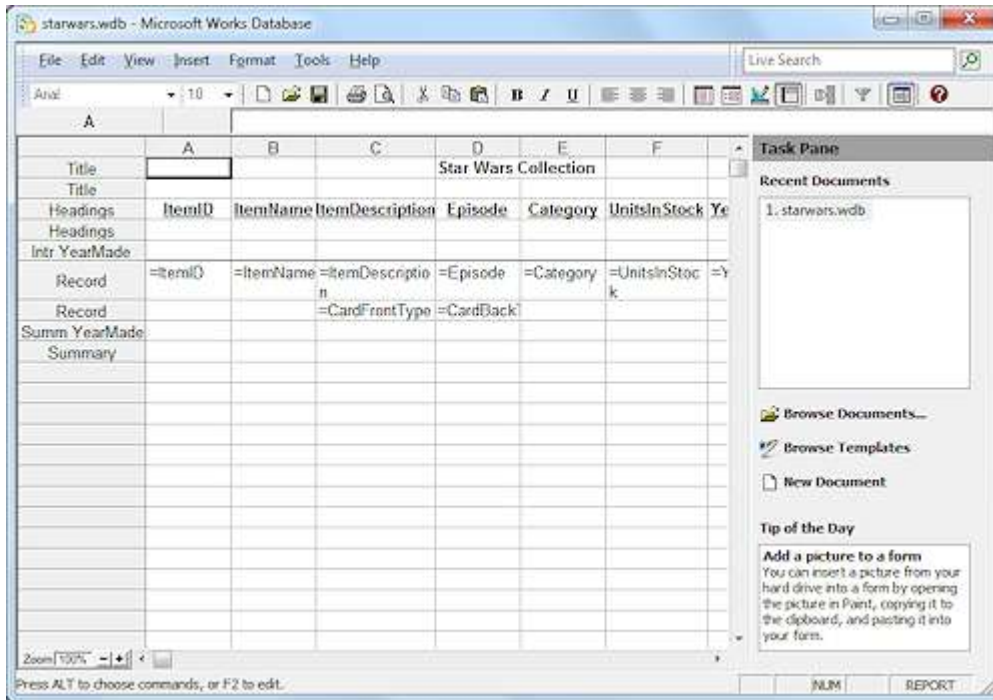 starwars.wdb - Microsoft Works Database
File Edit View Insert Format Tools Help
Live Search
Arial 10 B I U
A
A B C D E F
Task Pane
Title Star Wars Collection
Title
Recent Documents
Headings ItemID ItemName ItemDescription Episode Category UnitsInStock Ye
1. starwars.wdb
Headings
Intr YearMade
Record =ItemID =ItemName =ItemDescriptio =Episode =Category =UnitsInStoc =Y
n k
Record =CardFrontType =CardBack
Summ YearMade
Summary
Browse Documents...
Browse Templates
New Document
Tip of the Day
Add a picture to a form
You can insert a picture from your
hard drive into a form by opening
the picture in Paint, copying it to
the clipboard, and pasting it into
your form.
Zoom 100%
Press ALT to choose commands, or F2 to edit.
NUM REPORT